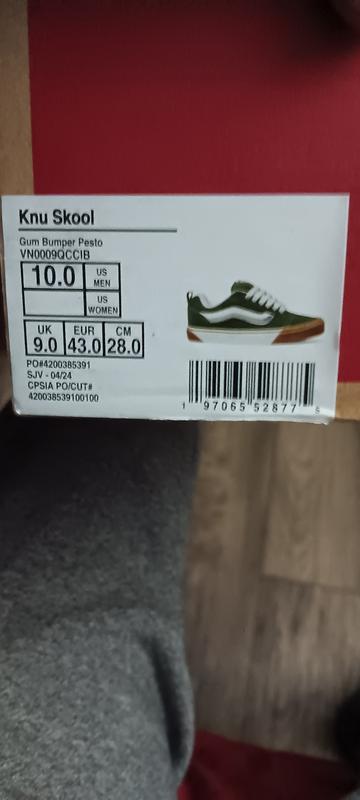 Knu Skool
Gum Bumper Pesto
VN0009QCCIB
10.0 US MEN
US WOMEN
UK EUR CM
9.0 43.0 28.0
PO#4200385391
SJV - 04/24
CPSIA PO/CUT#
420038539100100
1 97065 52877 5